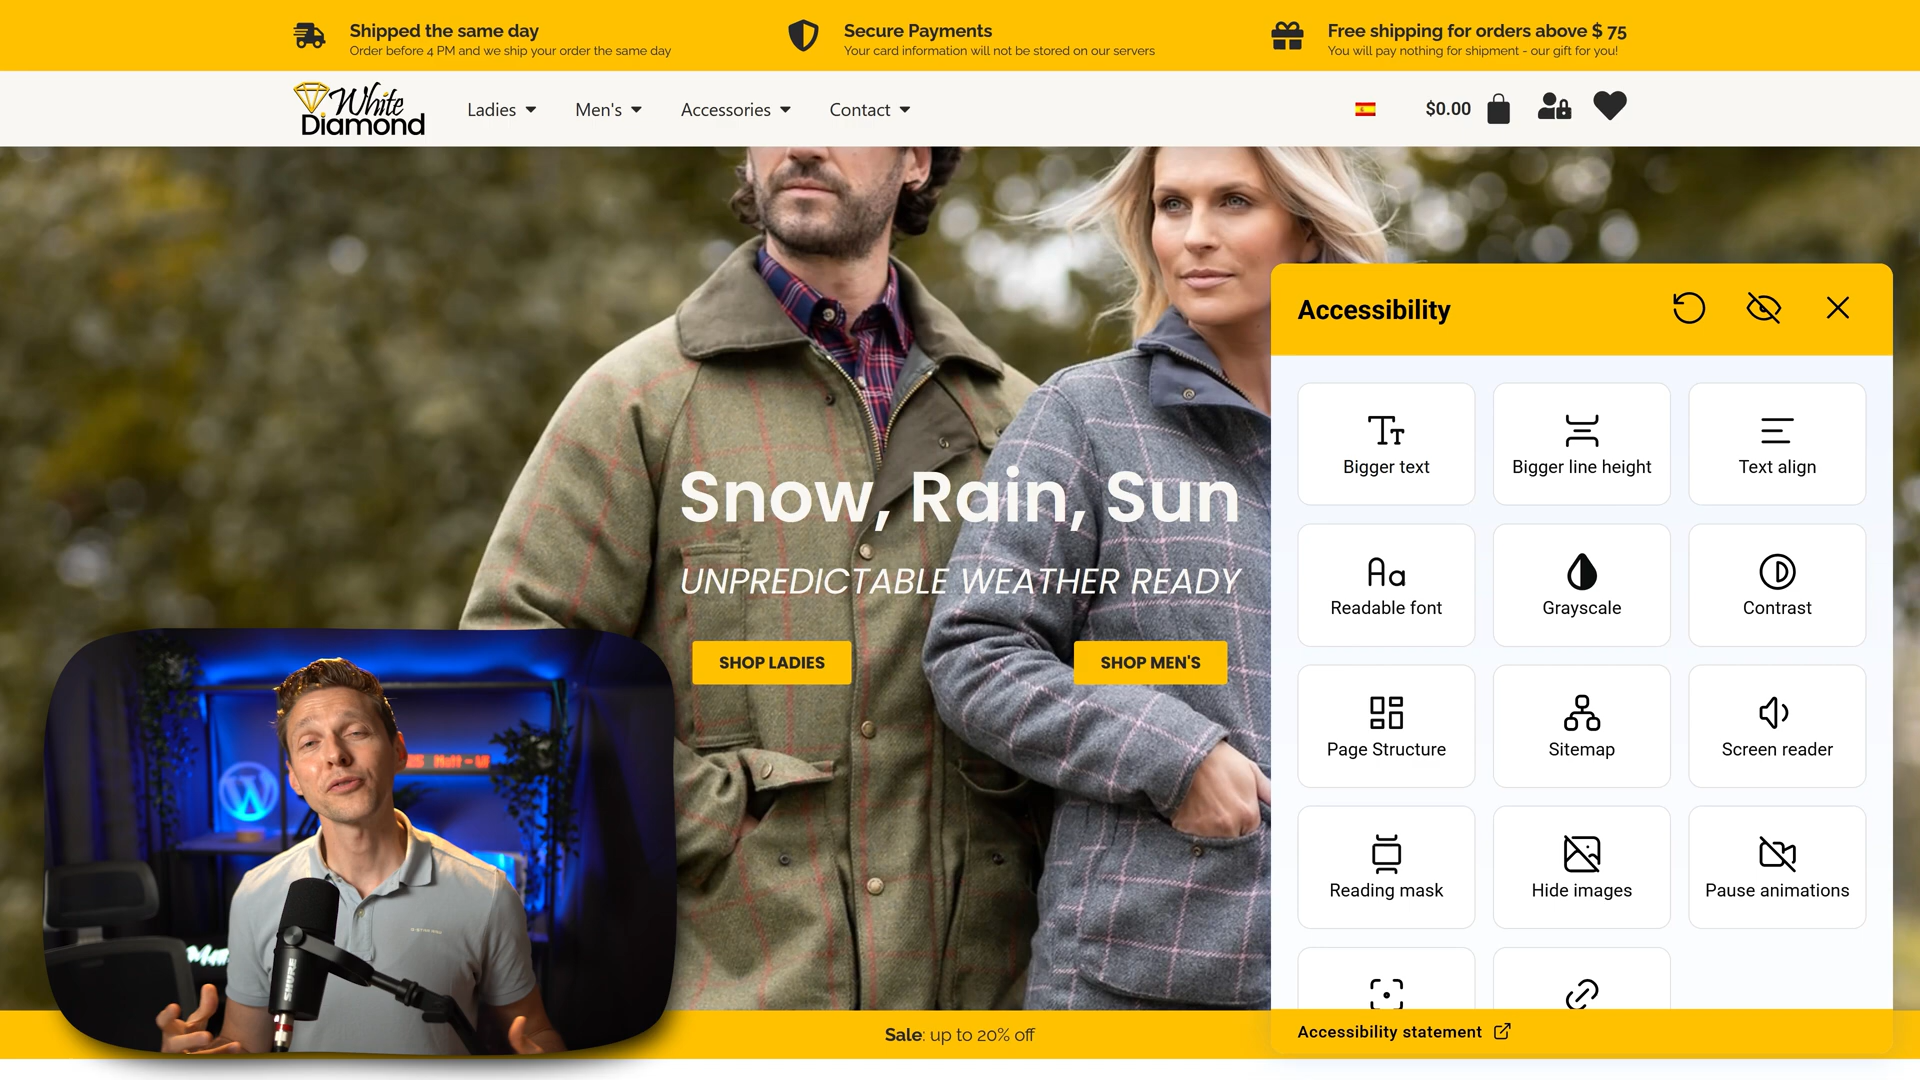 Shipped the same day
Order before 4 PM and we ship your order the same day
Secure Payments
Your card information will not be stored on our servers
Free shipping for orders above $ 75
You will pay nothing for shipment - our gift for you!
White
Diamond
Ladies
Men's
Accessories
Contact
$0.00
Snow, Rain, Sun
UNPREDICTABLE WEATHER READY
SHOP LADIES
SHOP MEN'S
Accessibility
Bigger text
Bigger line height
Text align
Readable font
Grayscale
Contrast
Page Structure
Sitemap
Screen reader
Reading mask
Hide images
Pause animations
Accessibility statement
SHURE
Sale: up to 20% off